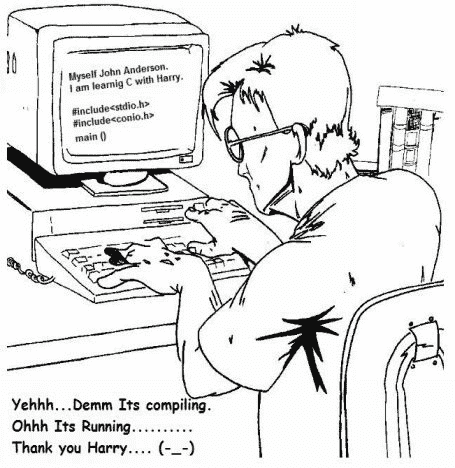 Myself John Anderson.
I am learnig C with Harry.
#include<stdio.h>
#include<conio.h>
main ()
Yehhh...Demm Its compiling.
Ohhh Its Running..........
Thank you Harry.... (-_-)